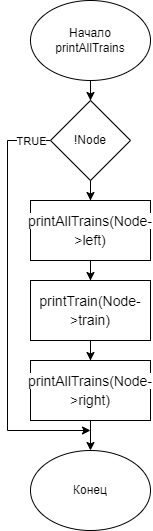 Начало
printAllTrains
!Node
TRUE
printAllTrains(Node-
>left)
printTrain(Node-
>train)
printAllTrains(Node-
>right)
Конец